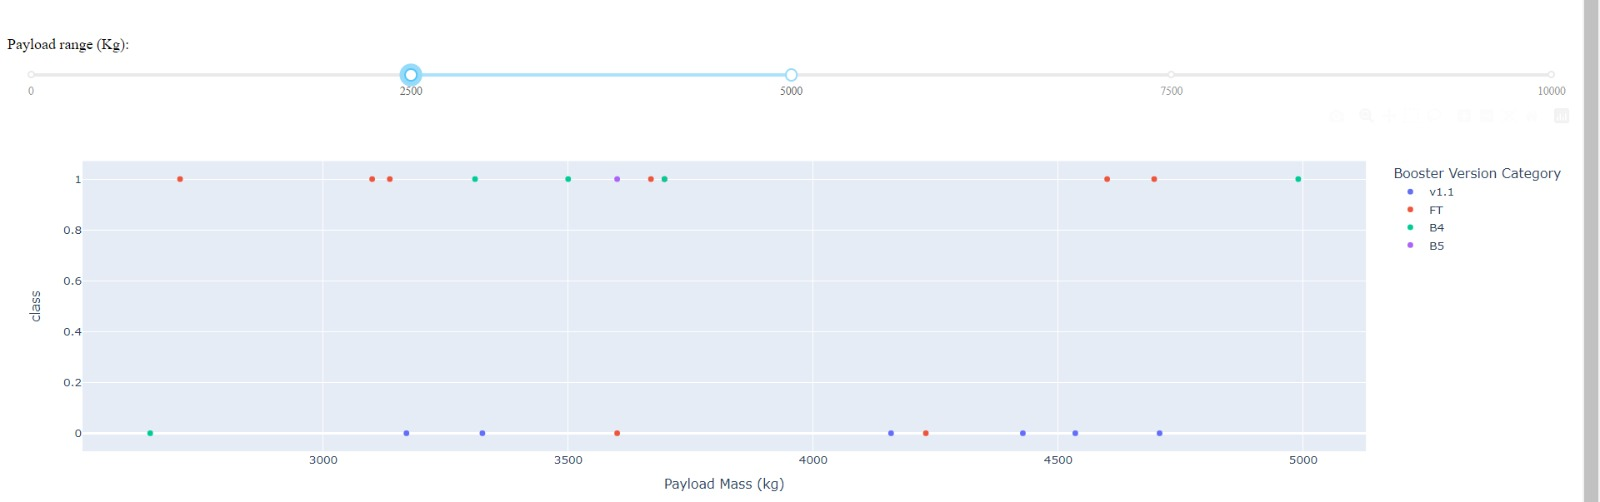 Payload range (Kg):
0
2500
5000
7500
10000
1
0.8
0.6
0.4
0.2
0
class
3000
3500
4000
4500
5000
Payload Mass (kg)
Booster Version Category
v1.1
FT
B4
B5